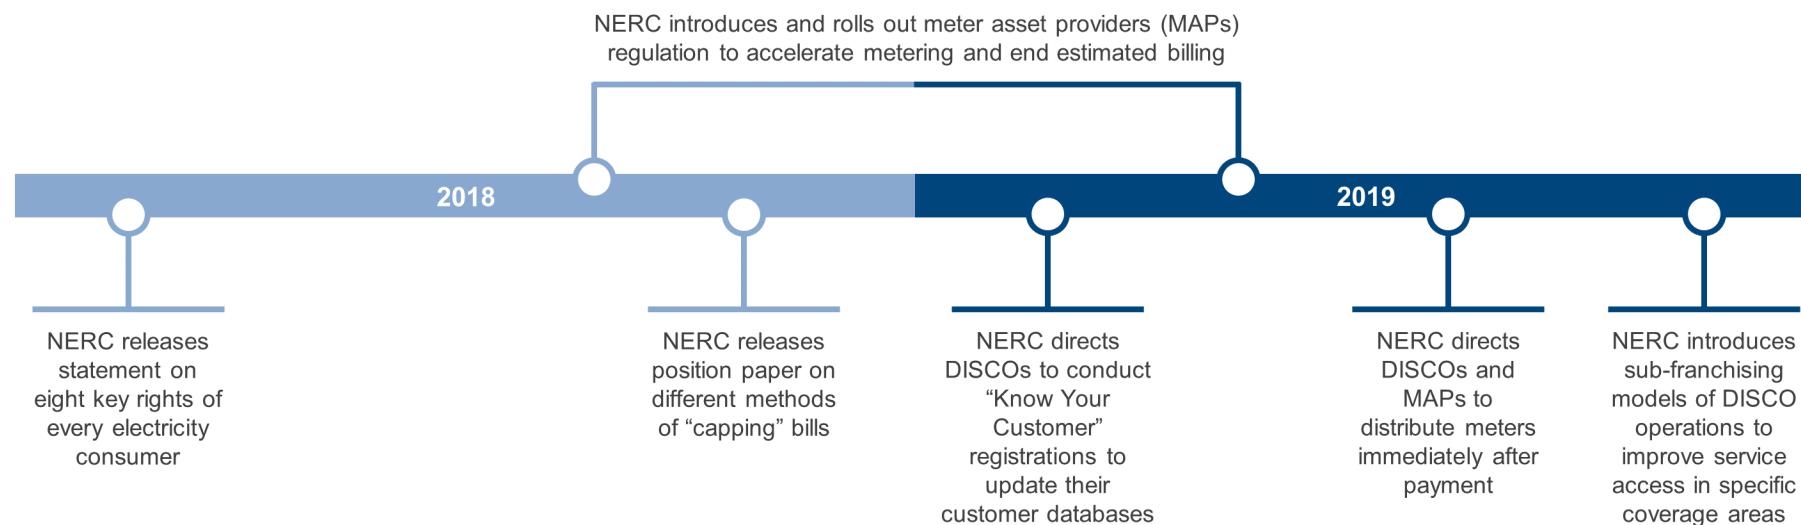 NERC introduces and rolls out meter asset providers (MAPs)
regulation to accelerate metering and end estimated billing
2018
2019
NERC releases
statement on
eight key rights of
every electricity
consumer
NERC releases
position paper on
different methods
of “capping” bills
NERC directs
DISCOs to conduct
“Know Your
Customer”
registrations to
update their
customer databases
NERC directs
DISCOs and
MAPs to
distribute meters
immediately after
payment
NERC introduces
sub-franchising
models of DISCO
operations to
improve service
access in specific
coverage areas